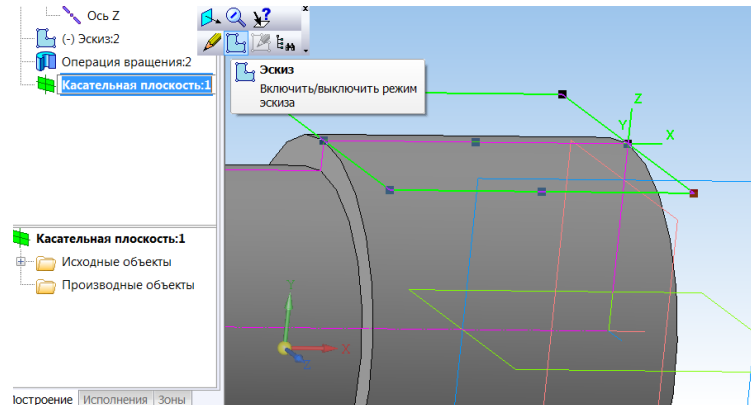 Ось Z
(-) Эскиз:2
Операция вращения:2
Касательная плоскость:1
Эскиз
Включить/выключить режим
эскиза
Z
Y
X
Касательная плоскость:1
Исходные объекты
Производные объекты
Y
X
Z
Построение
Исполнения
Зоны